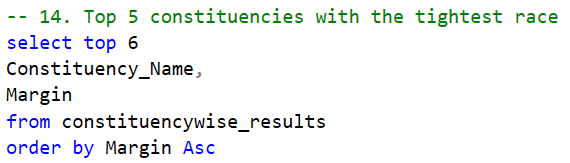 -- 14. Top 5 constituencies with the tightest race
select top 6
Constituency_Name,
Margin
from constituencywise_results
order by Margin Asc